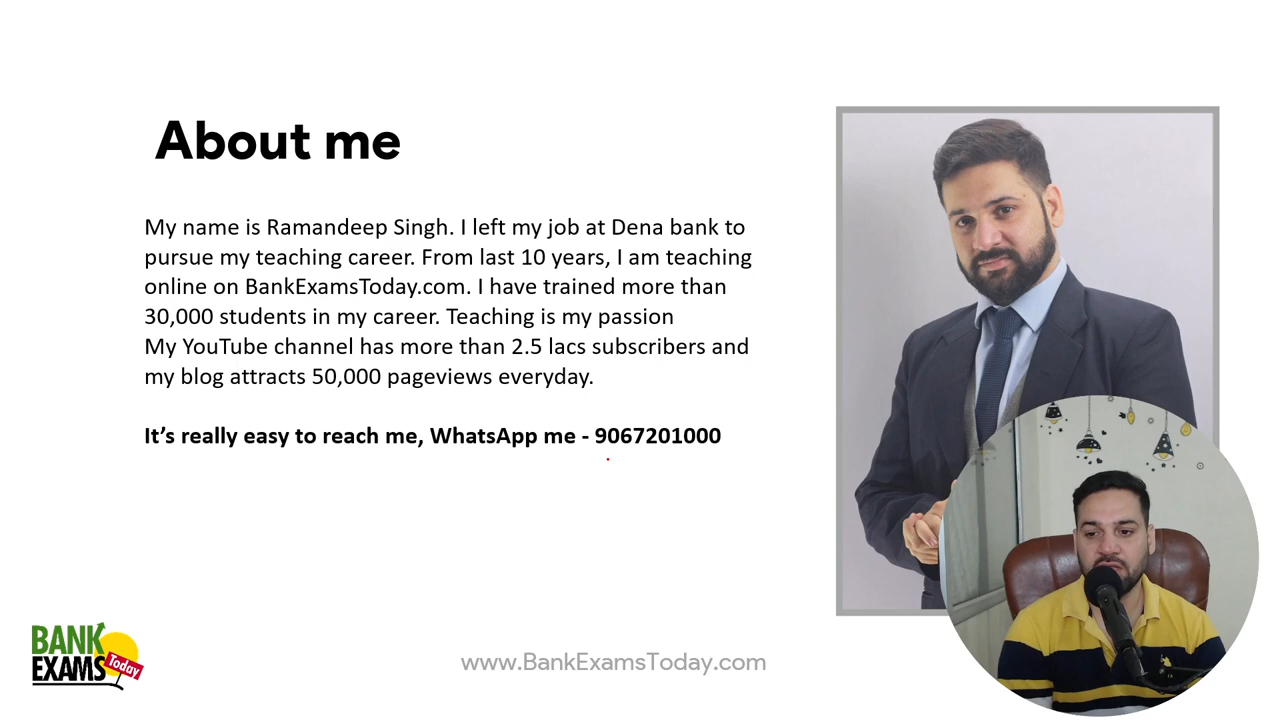 About me
My name is Ramandeep Singh. I left my job at Dena bank to
pursue my teaching career. From last 10 years, I am teaching
online on BankExamsToday.com. I have trained more than
30,000 students in my career. Teaching is my passion
My YouTube channel has more than 2.5 lacs subscribers and
my blog attracts 50,000 pageviews everyday.
It's really easy to reach me, WhatsApp me - 9067201000
BANK
EXAMS
Today
www.BankExamsToday.com